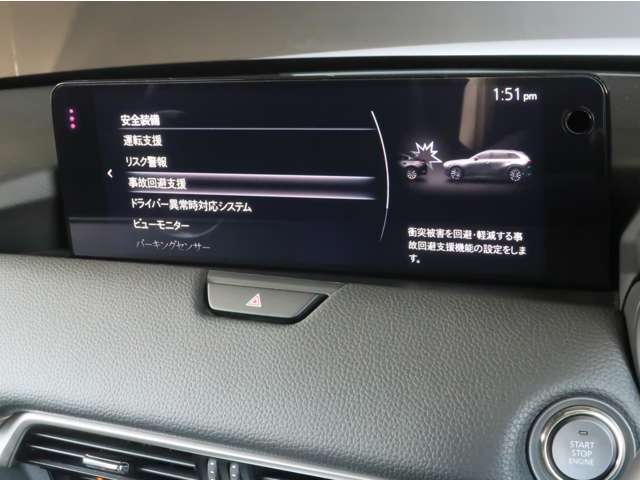 1:51pm
安全装備
運転支援
リスク警報
事故回避支援
ドライバー異常時対応システム
ビューモニター
パーキングセンサー
衝突被害を回避・軽減する事
故回避支援機能の設定をしま
す。
START
STOP
ENGINE